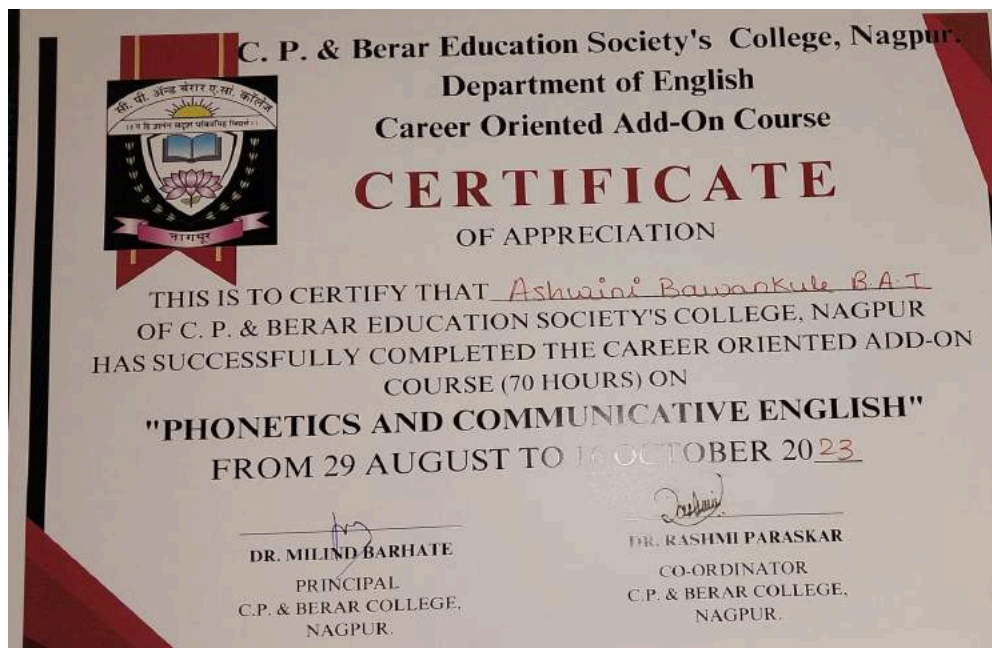 C. P. & Berar Education Society's College, Nagpur.
Department of English
Career Oriented Add-On Course
सी. पी. ॲन्ड बेरार ए.सो. कॉलेज
नागपूर
CERTIFICATE
OF APPRECIATION
THIS IS TO CERTIFY THAT Ashwini Bawankule B.A.I
OF C. P. & BERAR EDUCATION SOCIETY'S COLLEGE, NAGPUR
HAS SUCCESSFULLY COMPLETED THE CAREER ORIENTED ADD-ON
COURSE (70 HOURS) ON
"PHONETICS AND COMMUNICATIVE ENGLISH"
FROM 29 AUGUST TO 16 OCTOBER 2023
DR. MILIND BARHATE
PRINCIPAL
C.P. & BERAR COLLEGE,
NAGPUR.
DR. RASHMI PARASKAR
CO-ORDINATOR
C.P. & BERAR COLLEGE,
NAGPUR.